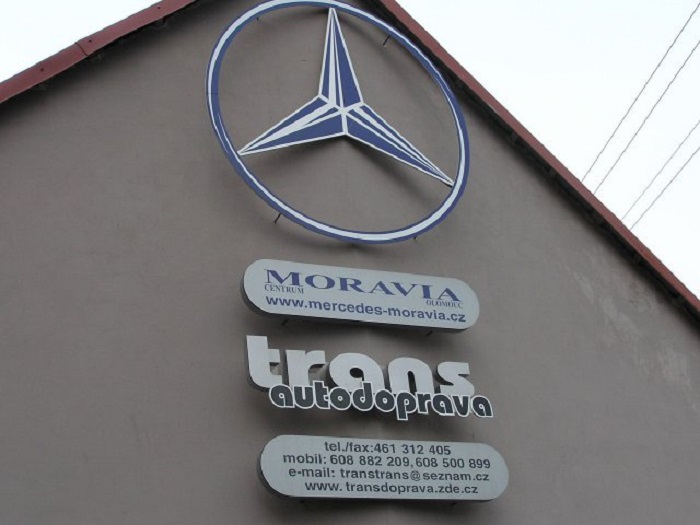 MORAVIA
CENTRUM OLOMOUC
www.mercedes-moravia.cz
trans
autodoprava
tel./fax:461 312 405
mobil: 608 882 209, 608 500 899
e-mail: transtrans@seznam.cz
www.transdoprava.zde.cz